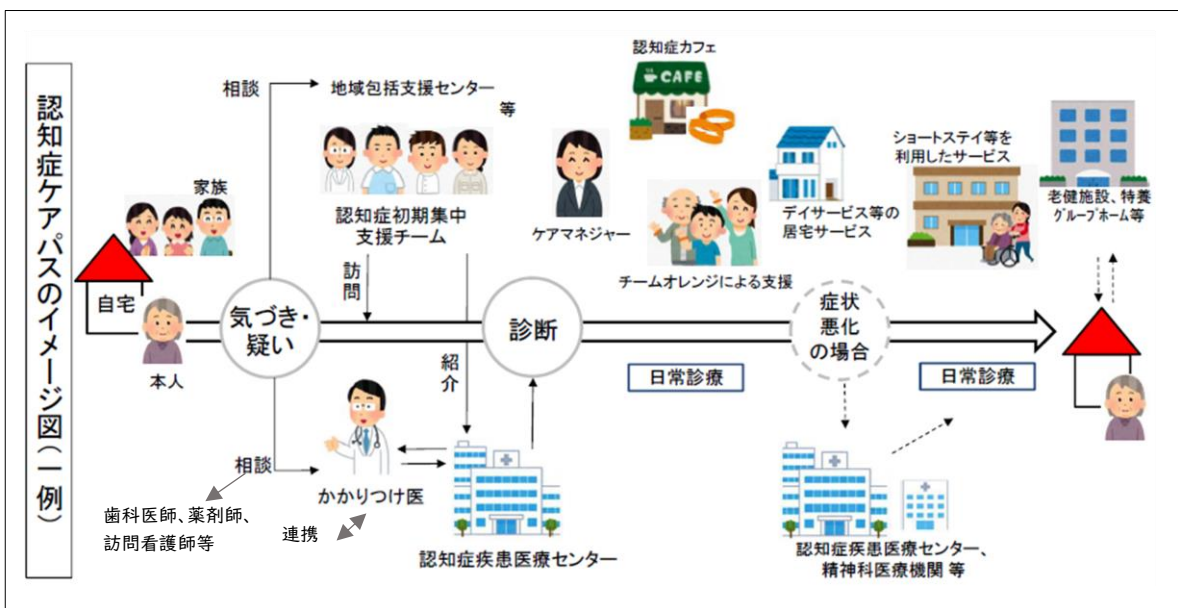 認知症ケアパスのイメージ図(一例)
自宅
家族
本人
気づき・
疑い
相談
地域包括支援センター
等
認知症初期集中
支援チーム
訪問
紹介
相談
かかりつけ医
歯科医師、薬剤師、
訪問看護師等
連携
認知症疾患医療センター
診断
ケアマネジャー
認知症カフェ
CAFE
チームオレンジによる支援
デイサービス等の
居宅サービス
日常診療
症状
悪化
の場合
ショートステイ等を
利用したサービス
日常診療
認知症疾患医療センター、
精神科医療機関 等
老健施設、特養
グループホーム等